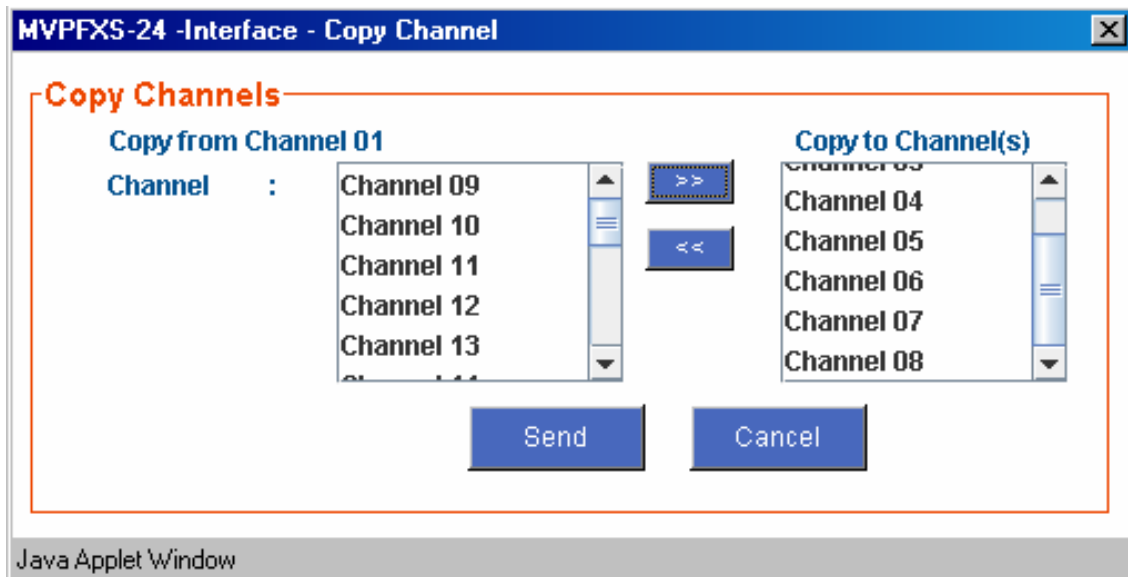 MVPFXS-24 -Interface - Copy Channel
Copy Channels
Copy from Channel 01
Copy to Channel(s)
Channel :
Channel 09
Channel 10
Channel 11
Channel 12
Channel 13
>>
<<
Channel 04
Channel 05
Channel 06
Channel 07
Channel 08
Send
Cancel
Java Applet Window